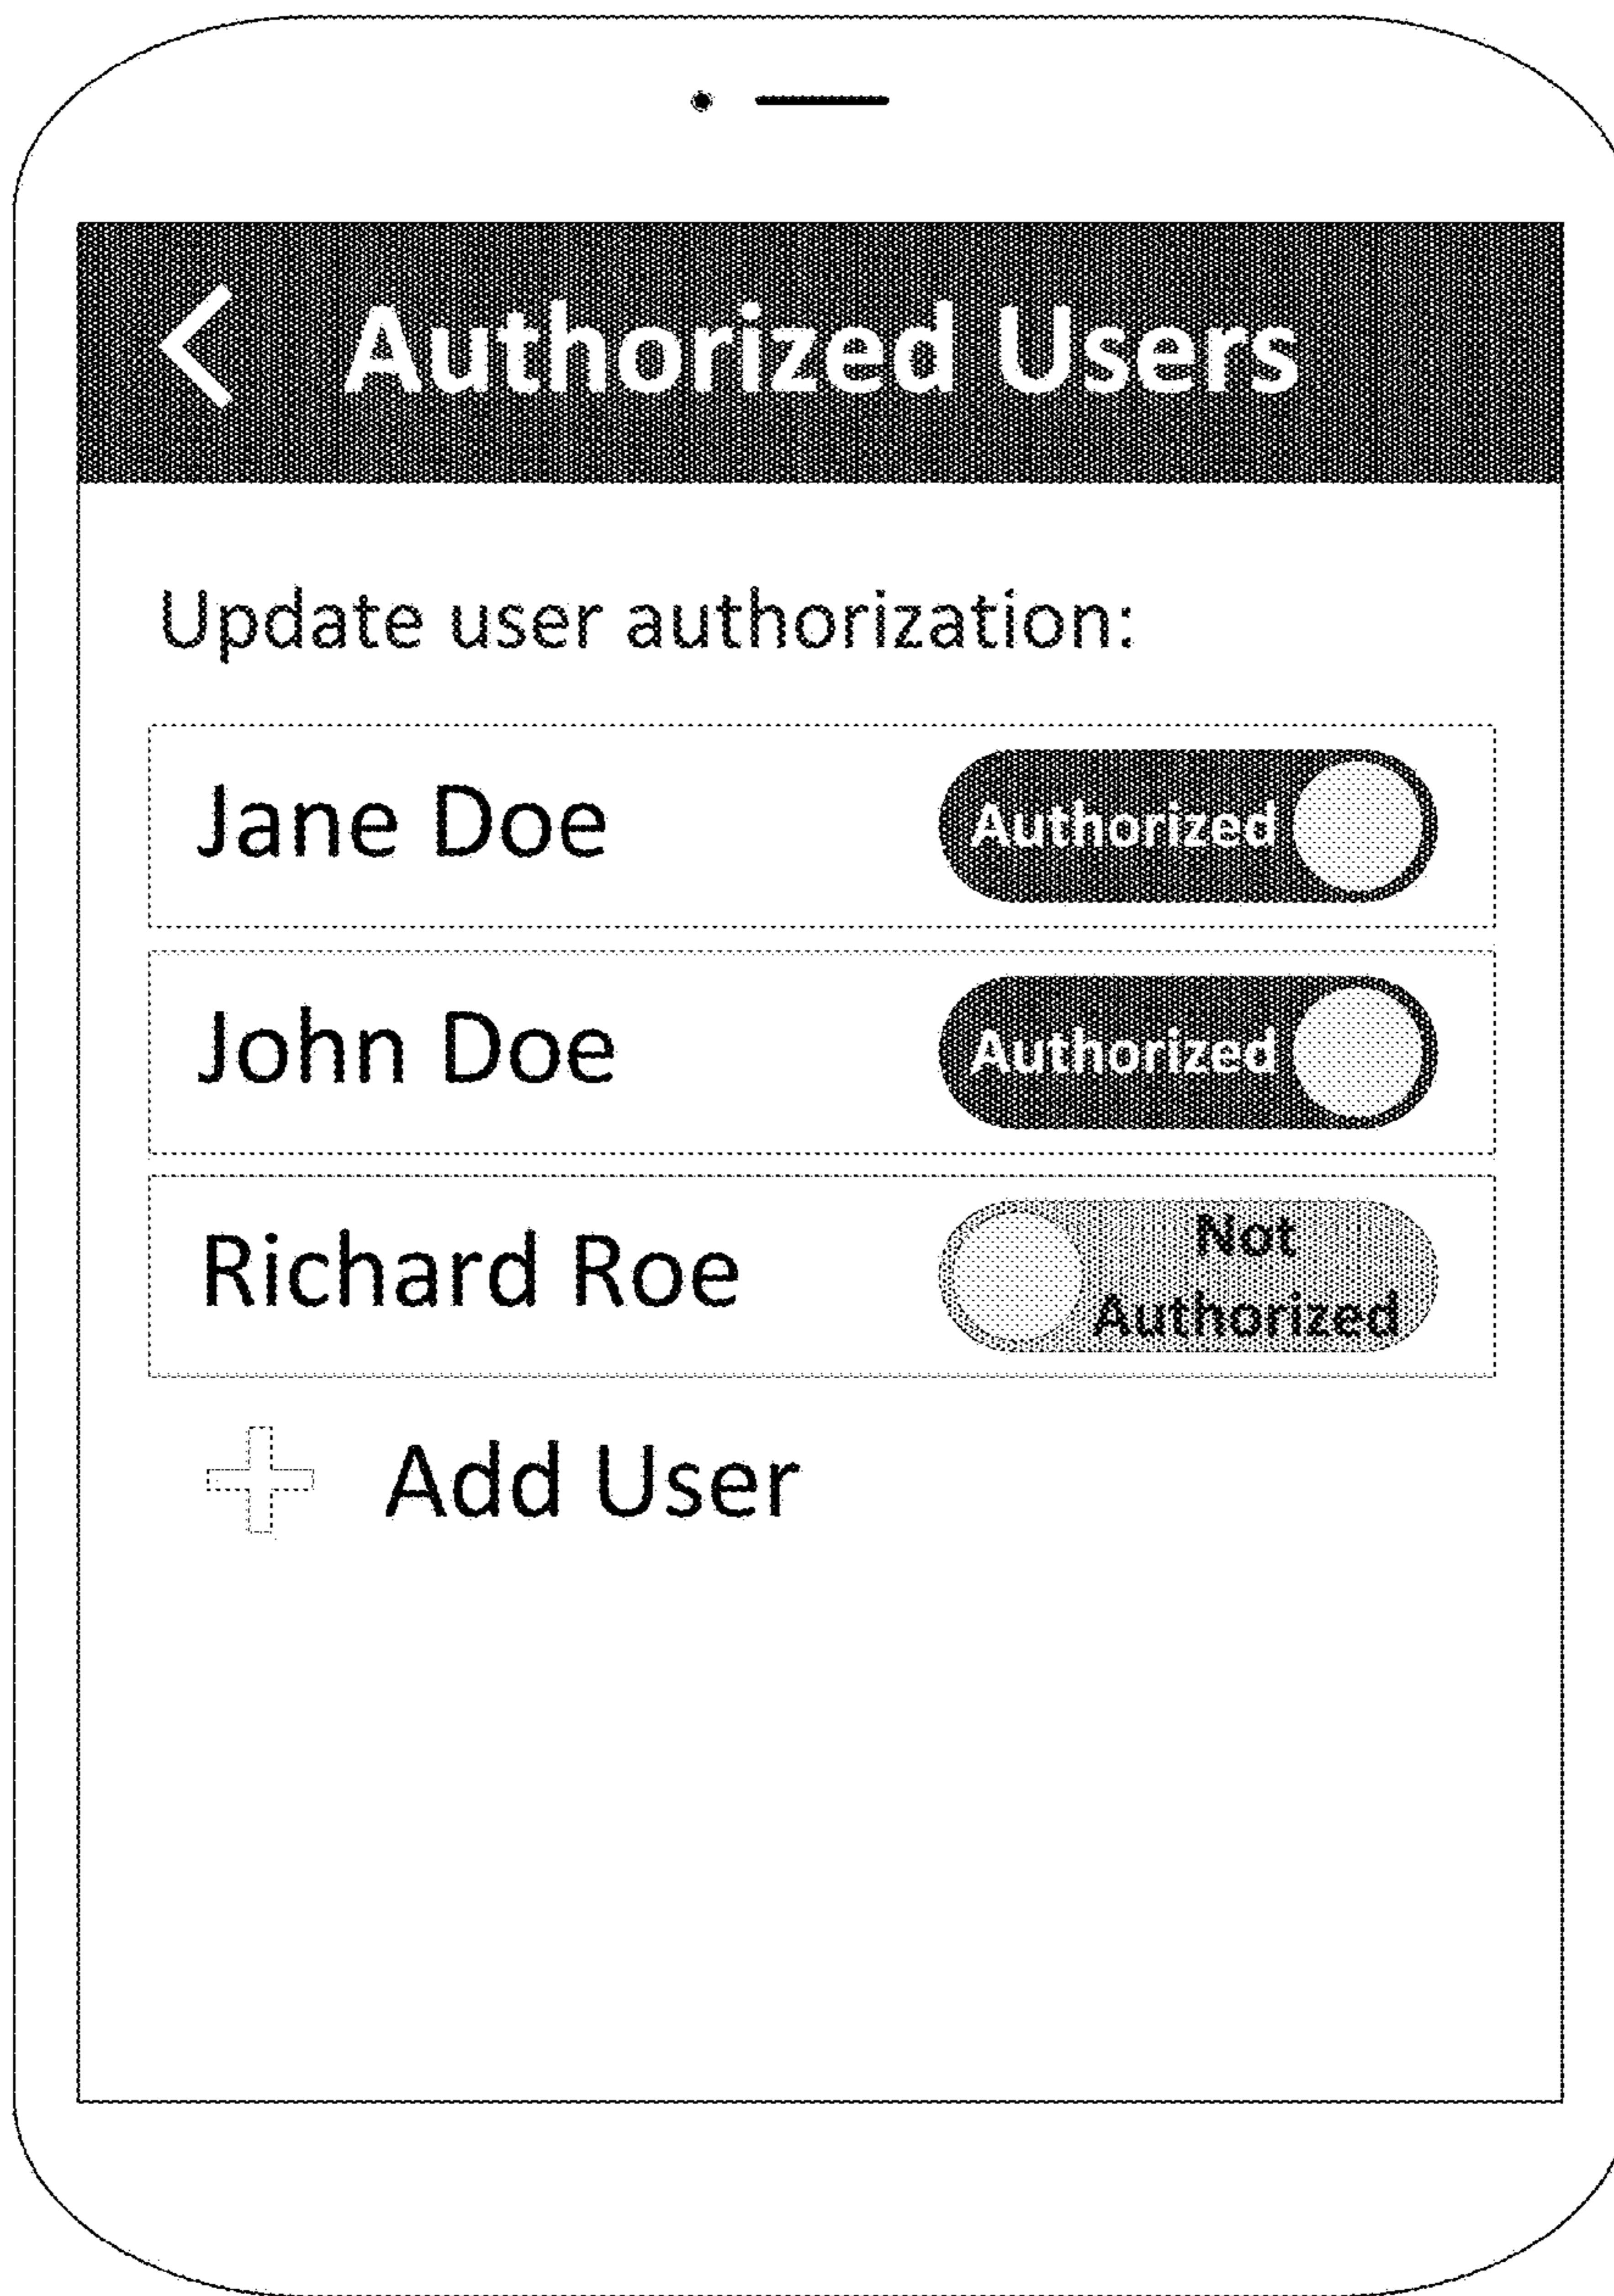 Authorized Users
Update user authorization:
Jane Doe
Authorized
John Doe
Authorized
Richard Roe
Not
Authorized
Add User